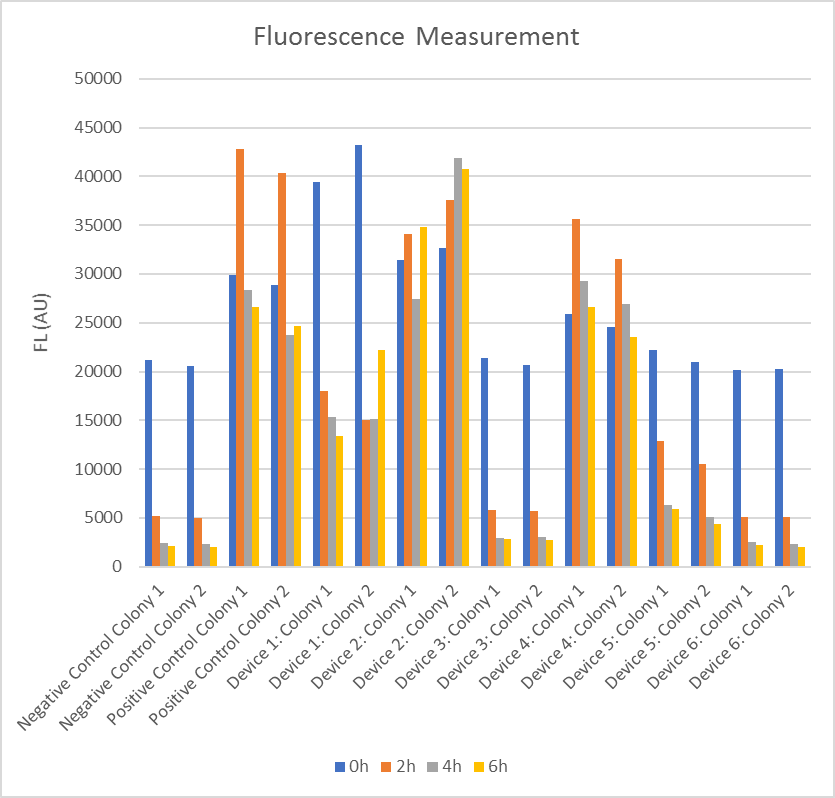 Fluorescence Measurement
FL (AU)
50000
45000
40000
35000
30000
25000
20000
15000
10000
5000
0
Negative Control Colony 1
Negative Control Colony 2
Positive Control Colony 1
Positive Control Colony 2
Device 1: Colony 1
Device 1: Colony 2
Device 2: Colony 1
Device 2: Colony 2
Device 3: Colony 1
Device 3: Colony 2
Device 4: Colony 1
Device 4: Colony 2
Device 5: Colony 1
Device 5: Colony 2
Device 6: Colony 1
Device 6: Colony 2
0h 2h 4h 6h